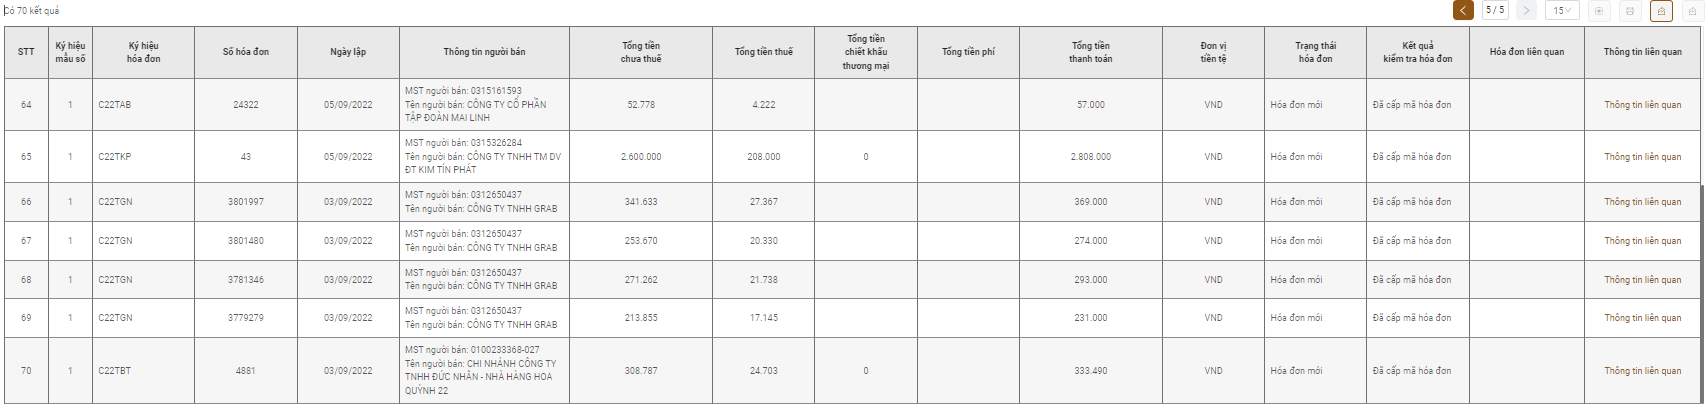 Có 70 kết quả
5 / 5
15
STT
Ký hiệu
mẫu số
Ký hiệu
hóa đơn
Số hóa đơn
Ngày lập
Thông tin người bán
Tổng tiền
chưa thuế
Tổng tiền thuế
Tổng tiền
chiết khấu
thương mại
Tổng tiền phí
Tổng tiền
thanh toán
Đơn vị
tiền tệ
Trạng thái
hóa đơn
Kết quả
kiểm tra hóa đơn
Hóa đơn liên quan
Thông tin liên quan
64 1 C22TAB 24322 05/09/2022
MST người bán: 0315161593
Tên người bán: CÔNG TY CỔ PHẦN
TẬP ĐOÀN MAI LINH
52.778 4.222 57.000 VND Hóa đơn mới Đã cấp mã hóa đơn Thông tin liên quan
65 1 C22TKP 43 05/09/2022
MST người bán: 0315326284
Tên người bán: CÔNG TY TNHH TM DV
ĐT KIM TÍN PHÁT
2.600.000 208.000 0 2.808.000 VND Hóa đơn mới Đã cấp mã hóa đơn Thông tin liên quan
66 1 C22TGN 3801997 03/09/2022
MST người bán: 0312650437
Tên người bán: CÔNG TY TNHH GRAB
341.633 27.367 369.000 VND Hóa đơn mới Đã cấp mã hóa đơn Thông tin liên quan
67 1 C22TGN 3801480 03/09/2022
MST người bán: 0312650437
Tên người bán: CÔNG TY TNHH GRAB
253.670 20.330 274.000 VND Hóa đơn mới Đã cấp mã hóa đơn Thông tin liên quan
68 1 C22TGN 3781346 03/09/2022
MST người bán: 0312650437
Tên người bán: CÔNG TY TNHH GRAB
271.262 21.738 293.000 VND Hóa đơn mới Đã cấp mã hóa đơn Thông tin liên quan
69 1 C22TGN 3779279 03/09/2022
MST người bán: 0312650437
Tên người bán: CÔNG TY TNHH GRAB
213.855 17.145 231.000 VND Hóa đơn mới Đã cấp mã hóa đơn Thông tin liên quan
70 1 C22TBT 4881 03/09/2022
MST người bán: 0100233368-027
Tên người bán: CHI NHÁNH CÔNG TY
TNHH ĐỨC NHÂN - NHÀ HÀNG HOA
QUỲNH 22
308.787 24.703 0 333.490 VND Hóa đơn mới Đã cấp mã hóa đơn Thông tin liên quan